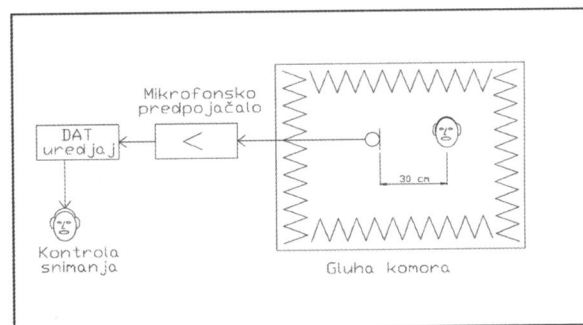 Mikrofonsko
predpojačalo
DAT
uredjaj
<
30 cm
Kontrola
snimanja
Gluha komora